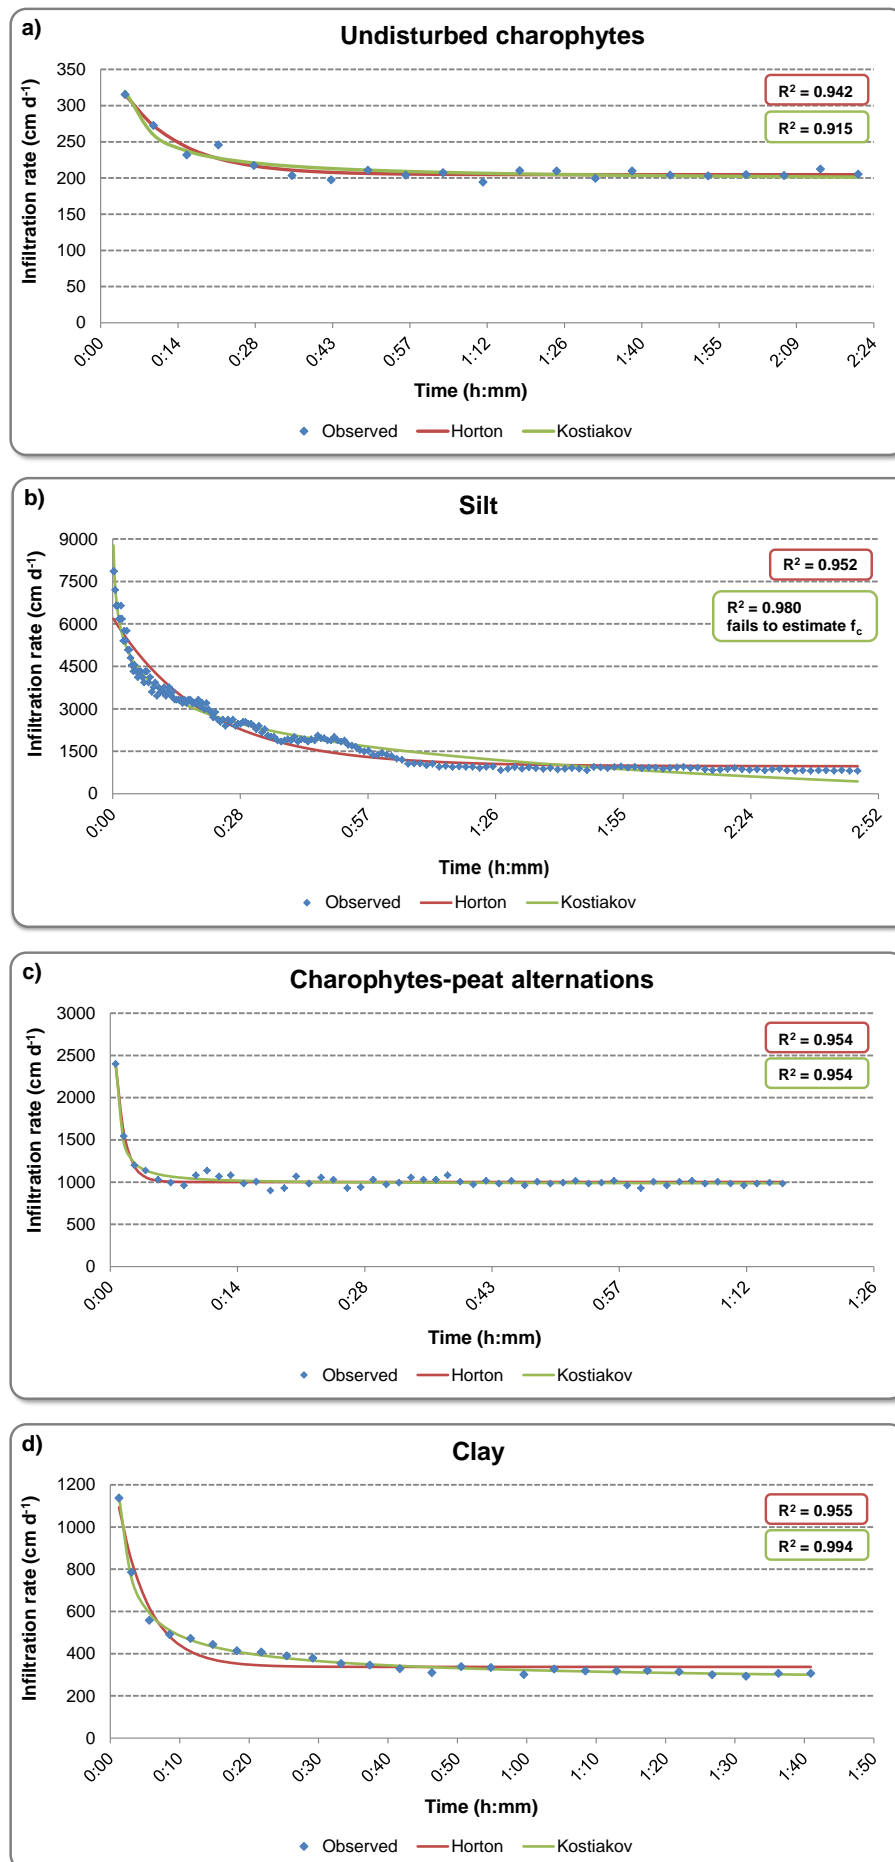 a)
Undisturbed charophytes
Infiltration rate (cm d⁻¹)
350
300
250
200
150
100
50
0
R² = 0.942
R² = 0.915
0:00 0:14 0:28 0:43 0:57 1:12 1:26 1:40 1:55 2:09 2:24
Time (h:mm)
Observed Horton Kostiakov
b)
Silt
Infiltration rate (cm d⁻¹)
9000
7500
6000
4500
3000
1500
0
R² = 0.952
R² = 0.980
fails to estimate f꜀
0:00 0:28 0:57 1:26 1:55 2:24 2:52
Time (h:mm)
Observed Horton Kostiakov
c)
Charophytes-peat alternations
Infiltration rate (cm d⁻¹)
3000
2500
2000
1500
1000
500
0
R² = 0.954
R² = 0.954
0:00 0:14 0:28 0:43 0:57 1:12 1:26
Time (h:mm)
Observed Horton Kostiakov
d)
Clay
Infiltration rate (cm d⁻¹)
1200
1000
800
600
400
200
0
R² = 0.955
R² = 0.994
0:00 0:10 0:20 0:30 0:40 0:50 1:00 1:10 1:20 1:30 1:40 1:50
Time (h:mm)
Observed Horton Kostiakov